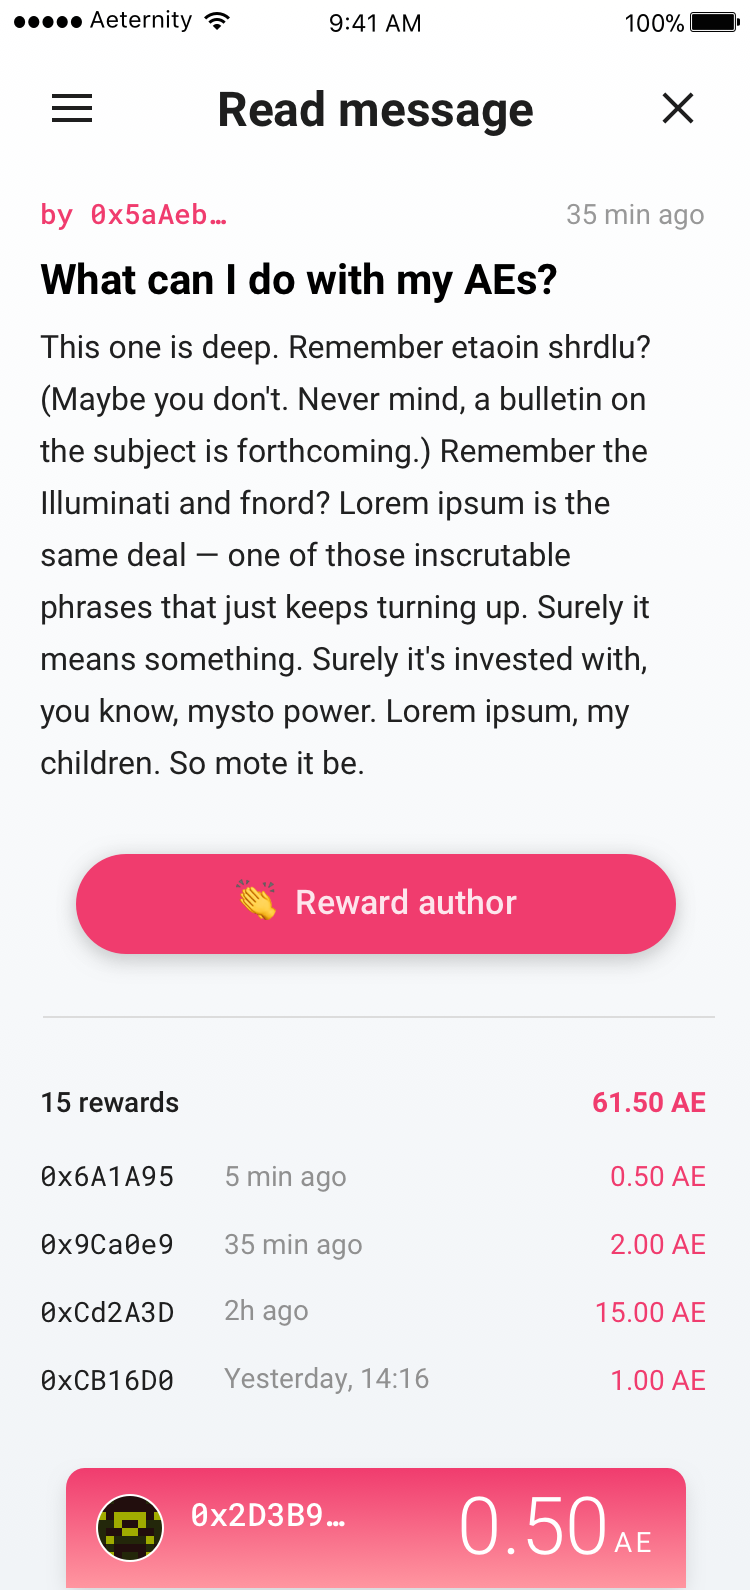 Aeternity 9:41 AM 100%
Read message
by 0x5aAeb… 35 min ago
What can I do with my AEs?
This one is deep. Remember etaoin shrdlu?
(Maybe you don't. Never mind, a bulletin on
the subject is forthcoming.) Remember the
Illuminati and fnord? Lorem ipsum is the
same deal — one of those inscrutable
phrases that just keeps turning up. Surely it
means something. Surely it's invested with,
you know, mysto power. Lorem ipsum, my
children. So mote it be.
👏 Reward author
15 rewards 61.50 AE
0x6A1A95 5 min ago 0.50 AE
0x9Ca0e9 35 min ago 2.00 AE
0xCd2A3D 2h ago 15.00 AE
0xCB16D0 Yesterday, 14:16 1.00 AE
0x2D3B9… 0.50 AE